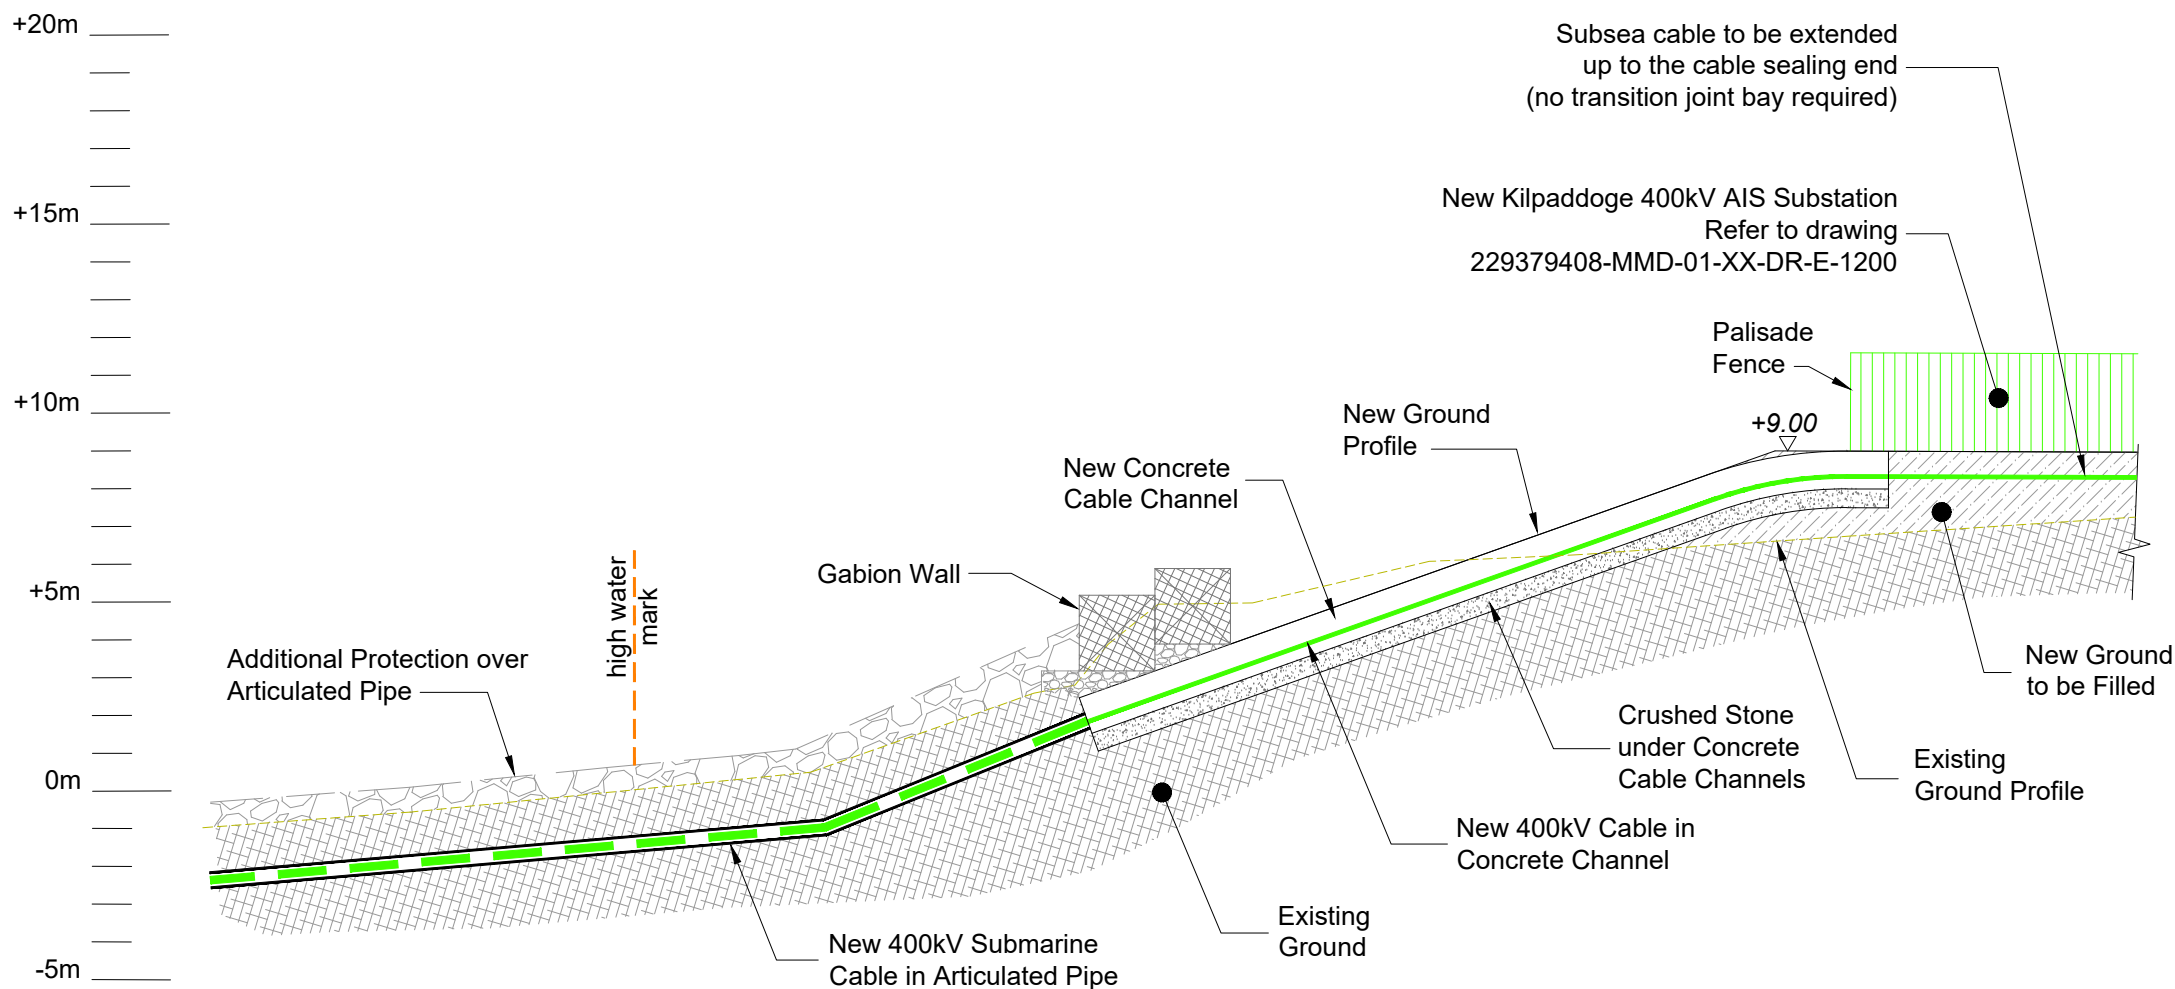 +20m
Subsea cable to be extended
up to the cable sealing end
(no transition joint bay required)
+15m
New Kilpaddoge 400kV AIS Substation
Refer to drawing
229379408-MMD-01-XX-DR-E-1200
Palisade
Fence
+10m
New Ground
Profile
+9.00
New Concrete
Cable Channel
Gabion Wall
high water
mark
+5m
Additional Protection over
Articulated Pipe
New Ground
to be Filled
Crushed Stone
under Concrete
Cable Channels
Existing
Ground Profile
0m
New 400kV Cable in
Concrete Channel
Existing
Ground
New 400kV Submarine
Cable in Articulated Pipe
-5m